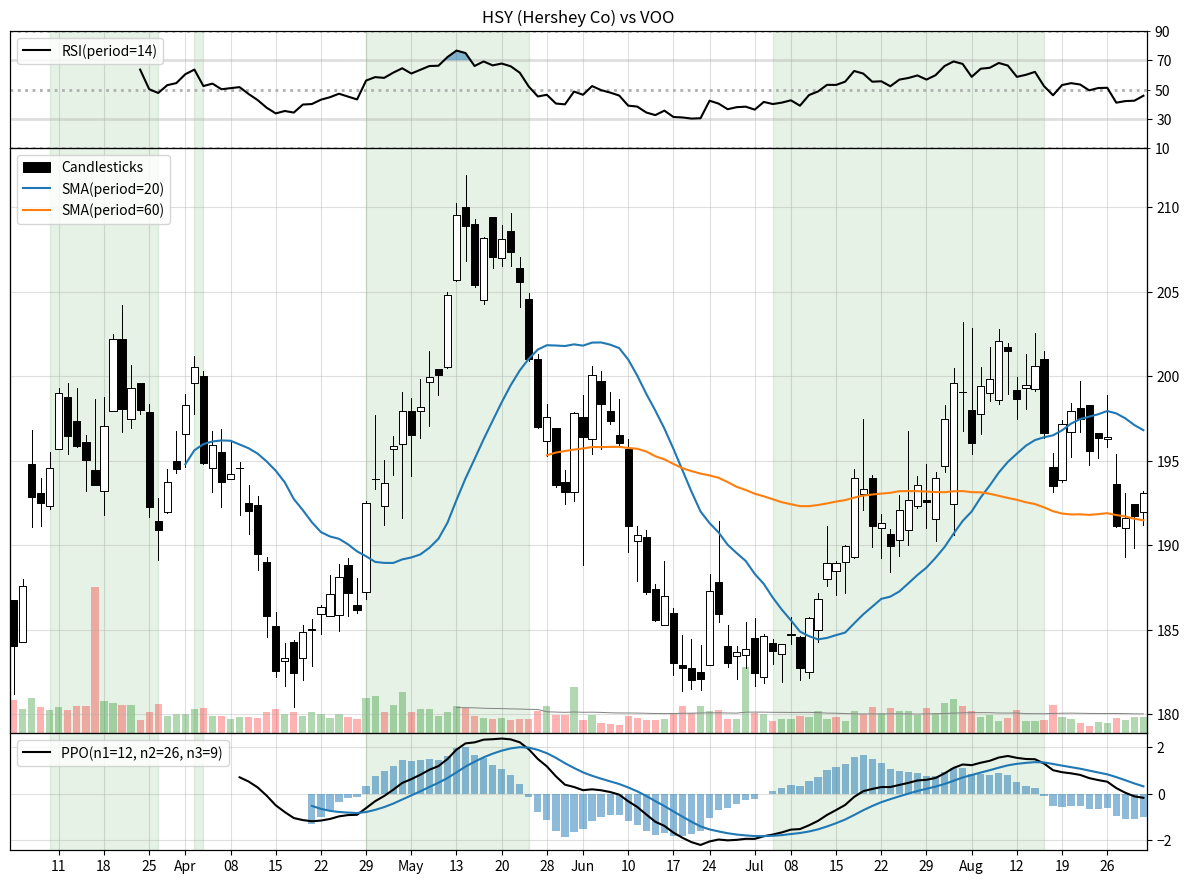 HSY (Hershey Co) vs VOO
RSI(period=14)
90
70
50
30
10
Candlesticks
SMA(period=20)
SMA(period=60)
210
205
200
195
190
185
180
PPO(n1=12, n2=26, n3=9)
2
0
−2
11 18 25 Apr 08 15 22 29 May 13 20 28 Jun 10 17 24 Jul 08 15 22 29 Aug 12 19 26